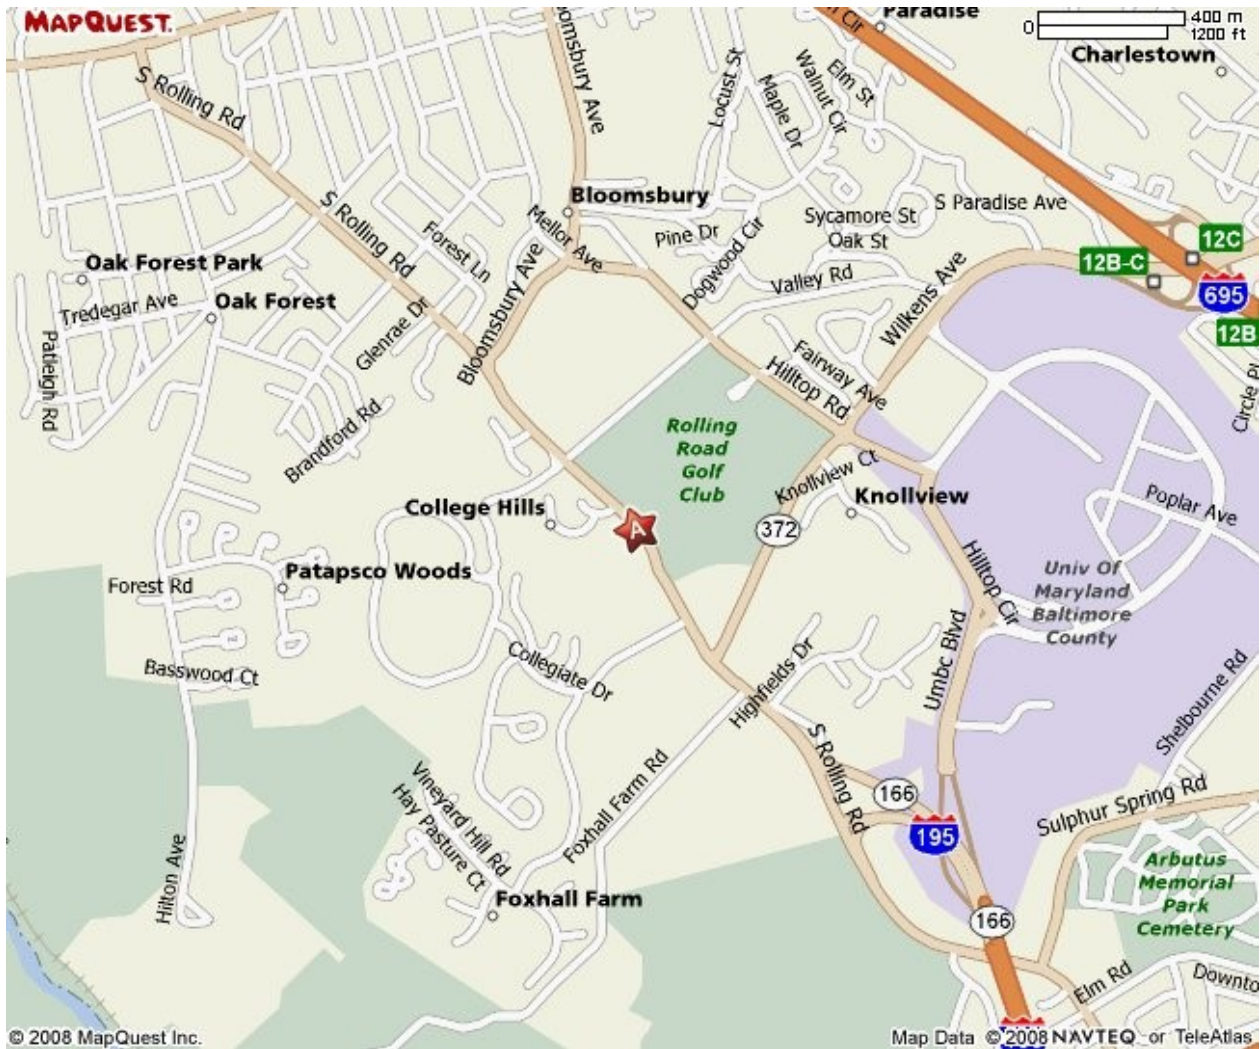 MAPQUEST.
0
400 m
1200 ft
Paradise
Charlestown
S Rolling Rd
Locust St
Maple Dr
Walnut Cir
Elm St
S Rolling Rd
Forest Ln
Mellor Ave
Bloomsbury
Pine Dr
Dogwood Cir
Sycamore St
Oak St
S Paradise Ave
12C
12B-C
695
12B
Oak Forest Park
Tredegar Ave
Oak Forest
Patleigh Rd
Glenrae Dr
Bloomsbury Ave
Valley Rd
Wilkens Ave
Fairway Ave
Hilltop Rd
Brandford Rd
Rolling
Road
Golf
Club
Knollview Ct
Knollview
College Hills
A
372
Poplar Ave
Patapsco Woods
Forest Rd
Basswood Ct
Collegiate Dr
Highfields Dr
Umbc Blvd
Hilltop Cir
Univ Of
Maryland
Baltimore
County
Shelbourne Rd
S Rolling Rd
166
195
Sulphur Spring Rd
Vineyard Hill Rd
Hay Pasture Ct
Foxhall Farm Rd
Foxhall Farm
Hilton Ave
166
Arbutus
Memorial
Park
Cemetery
Elm Rd
© 2008 MapQuest Inc.
Map Data © 2008 NAVTEQ or TeleAtlas